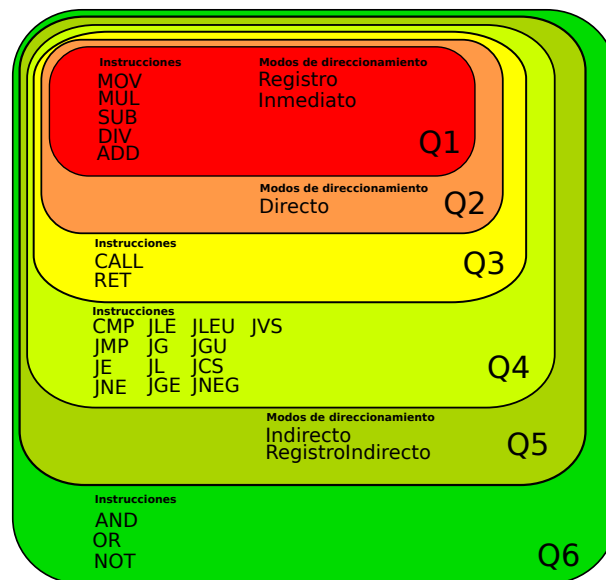 Instrucciones Modos de direccionamiento
MOV Registro
MUL Inmediato
SUB
DIV
ADD
Q1
Modos de direccionamiento
Directo
Q2
Instrucciones
CALL
RET
Q3
Instrucciones
CMP JLE JLEU JVS
JMP JG JGU
JE JL JCS
JNE JGE JNEG
Q4
Modos de direccionamiento
Indirecto
RegistroIndirecto
Q5
Instrucciones
AND
OR
NOT
Q6